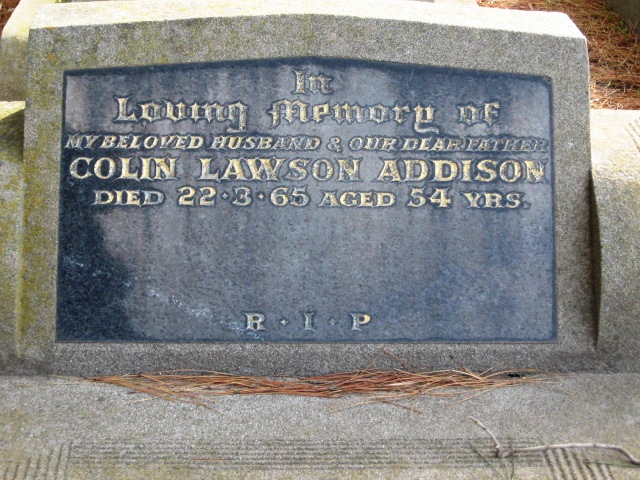 In
Loving Memory of
MY BELOVED HUSBAND & OUR DEAR FATHER
COLIN LAWSON ADDISON
DIED 22·3·65 AGED 54 YRS.
R·I·P